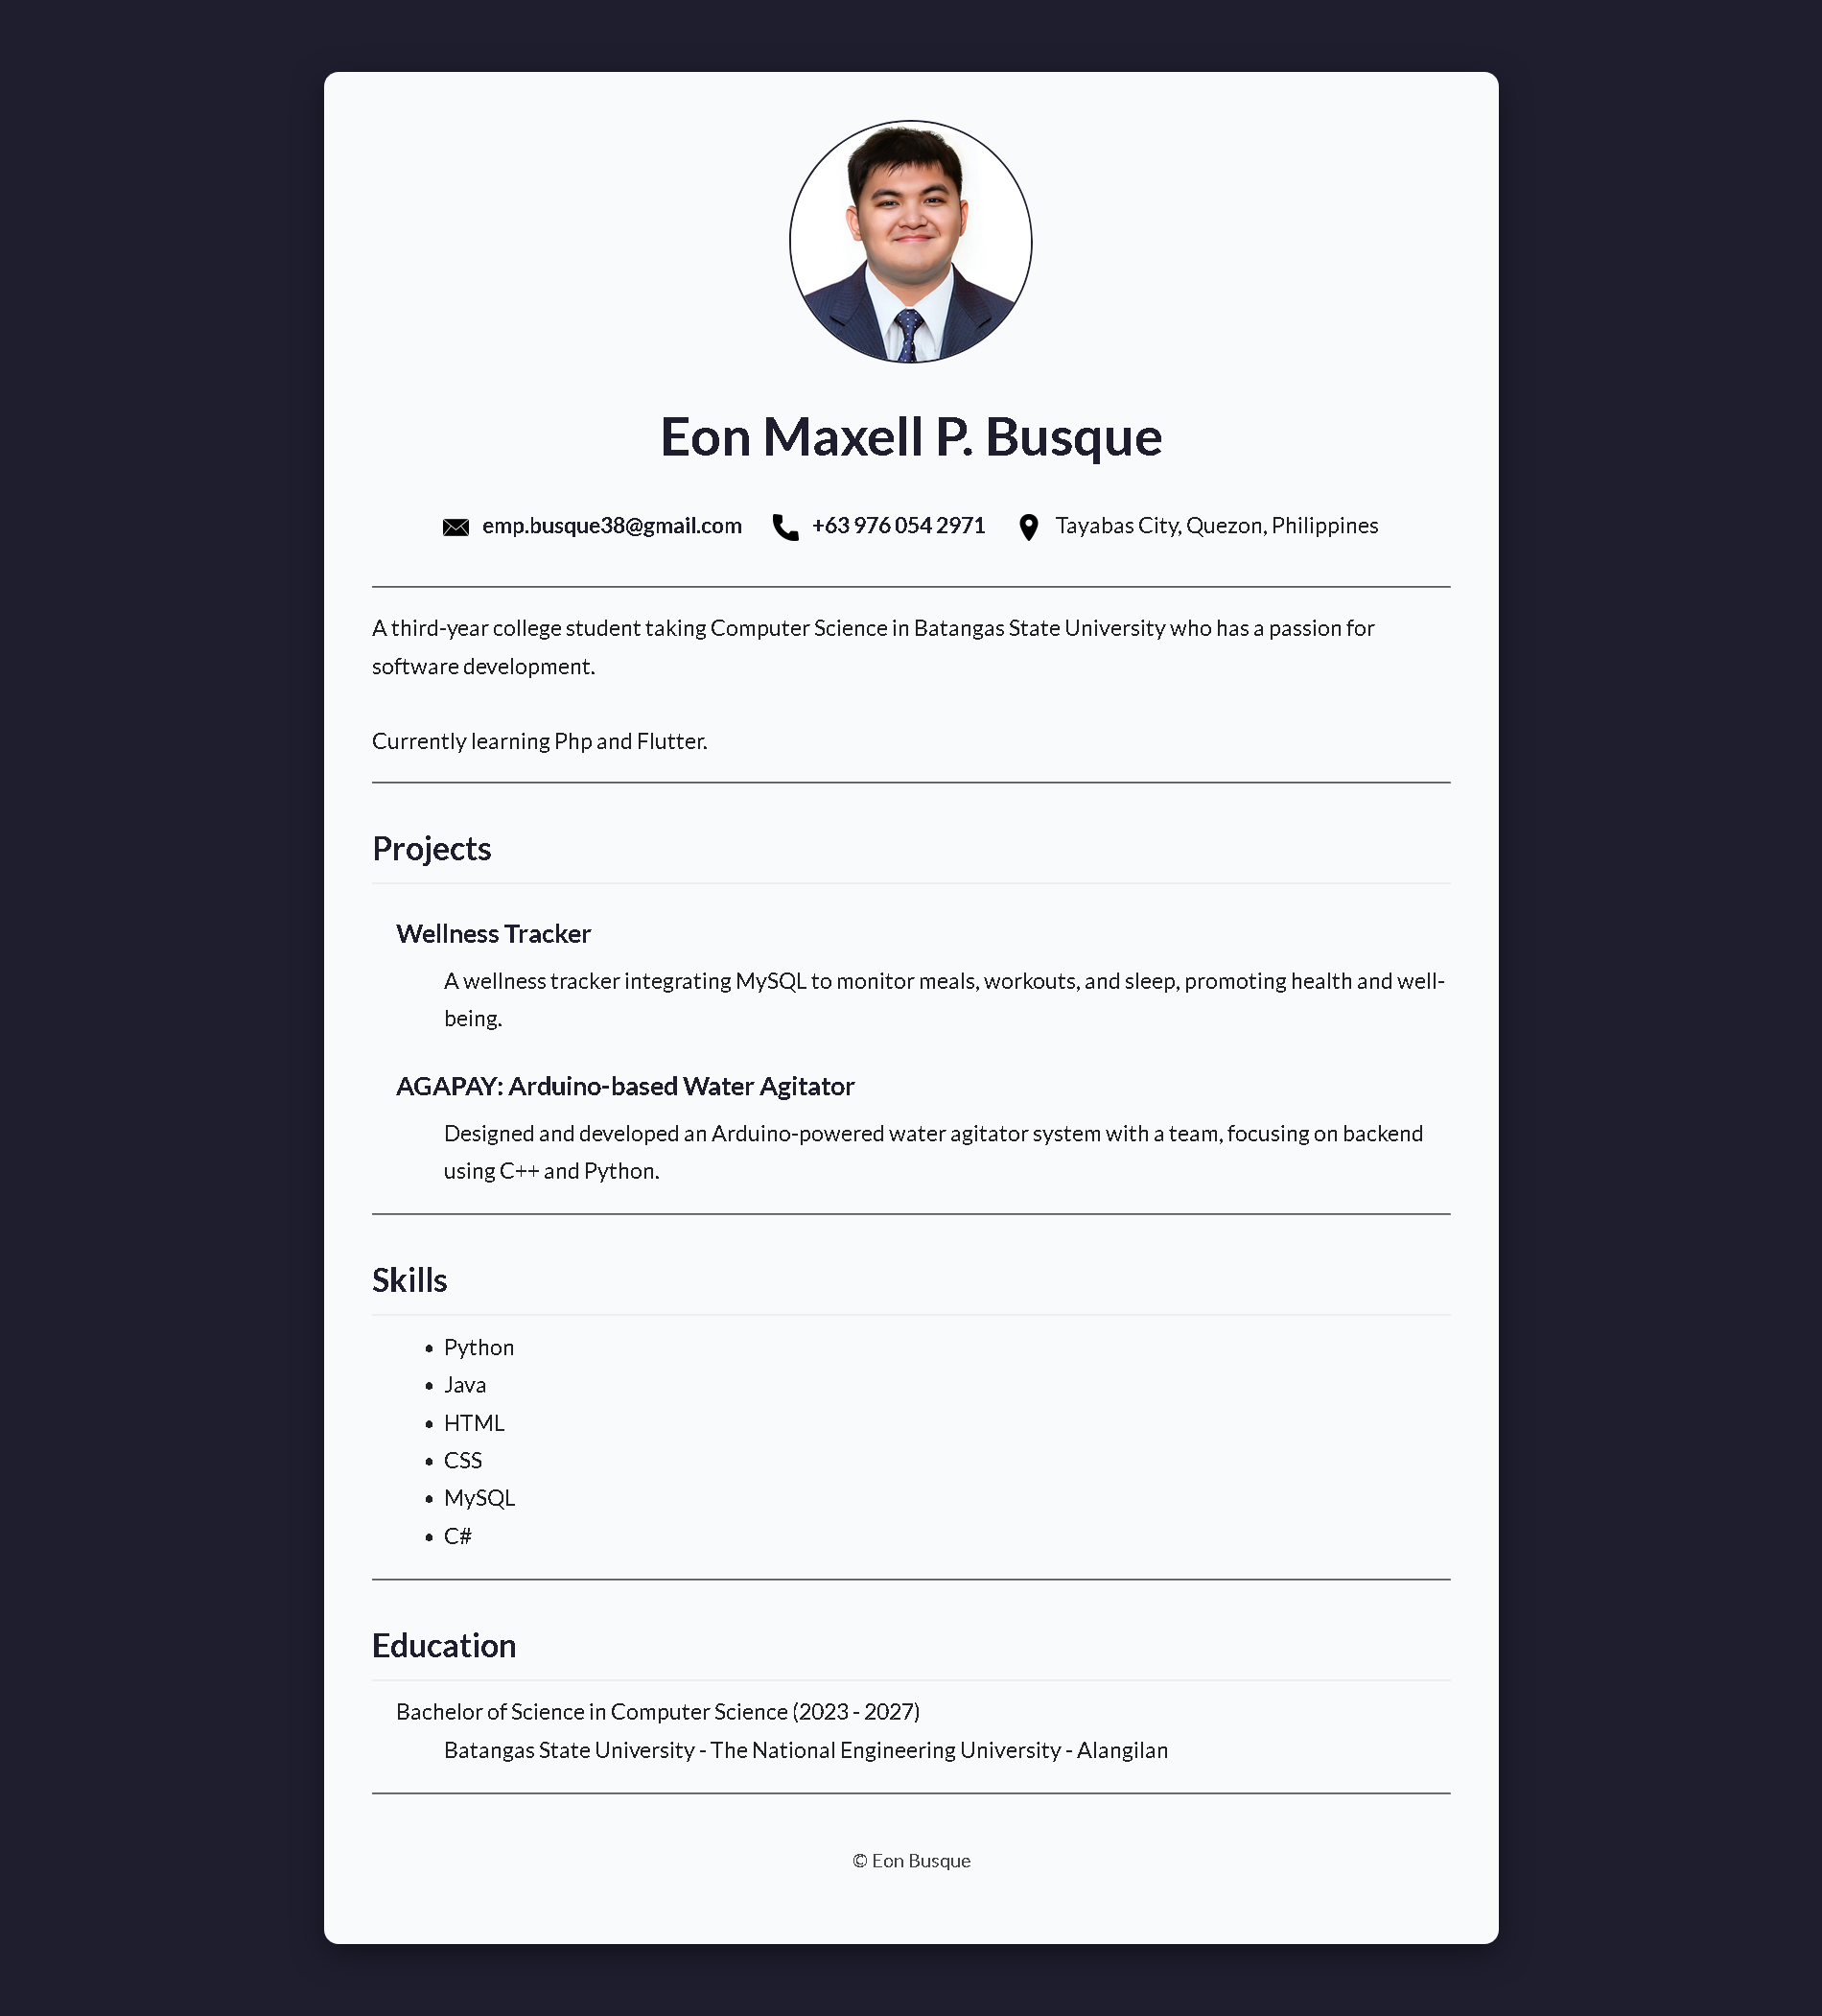 Eon Maxell P. Busque
emp.busque38@gmail.com +63 976 054 2971 Tayabas City, Quezon, Philippines
A third-year college student taking Computer Science in Batangas State University who has a passion for
software development.
Currently learning Php and Flutter.
Projects
Wellness Tracker
A wellness tracker integrating MySQL to monitor meals, workouts, and sleep, promoting health and well-
being.
AGAPAY: Arduino-based Water Agitator
Designed and developed an Arduino-powered water agitator system with a team, focusing on backend
using C++ and Python.
Skills
• Python
• Java
• HTML
• CSS
• MySQL
• C#
Education
Bachelor of Science in Computer Science (2023 - 2027)
Batangas State University - The National Engineering University - Alangilan
© Eon Busque